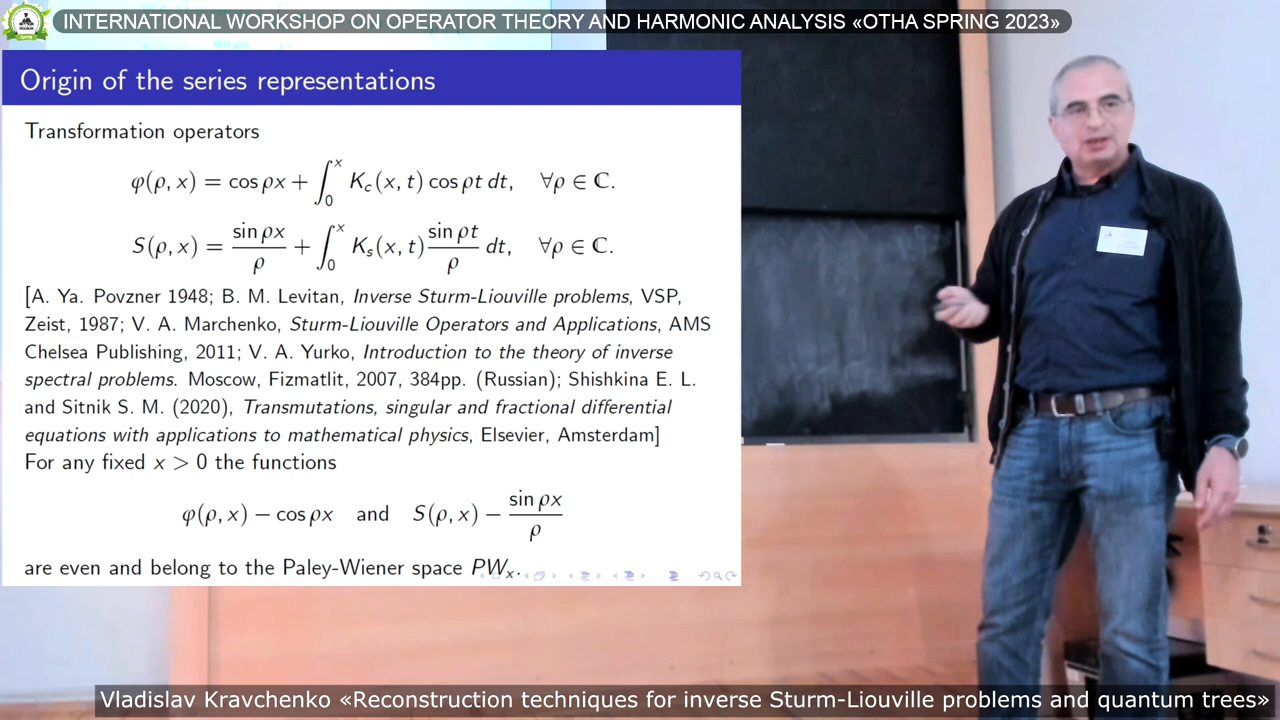 INTERNATIONAL WORKSHOP ON OPERATOR THEORY AND HARMONIC ANALYSIS «OTHA SPRING 2023»
Origin of the series representations
Transformation operators
φ(ρ, x) = cos ρx + ∫₀ˣ K_c(x, t) cos ρt dt, ∀ρ ∈ ℂ.
S(ρ, x) = sin ρx / ρ + ∫₀ˣ K_s(x, t) sin ρt / ρ dt, ∀ρ ∈ ℂ.
[A. Ya. Povzner 1948; B. M. Levitan, Inverse Sturm-Liouville problems, VSP,
Zeist, 1987; V. A. Marchenko, Sturm-Liouville Operators and Applications, AMS
Chelsea Publishing, 2011; V. A. Yurko, Introduction to the theory of inverse
spectral problems. Moscow, Fizmatlit, 2007, 384pp. (Russian); Shishkina E. L.
and Sitnik S. M. (2020), Transmutations, singular and fractional differential
equations with applications to mathematical physics, Elsevier, Amsterdam]
For any fixed x > 0 the functions
φ(ρ, x) − cos ρx and S(ρ, x) − sin ρx / ρ
are even and belong to the Paley-Wiener space PW_x.
Vladislav Kravchenko «Reconstruction techniques for inverse Sturm-Liouville problems and quantum trees»